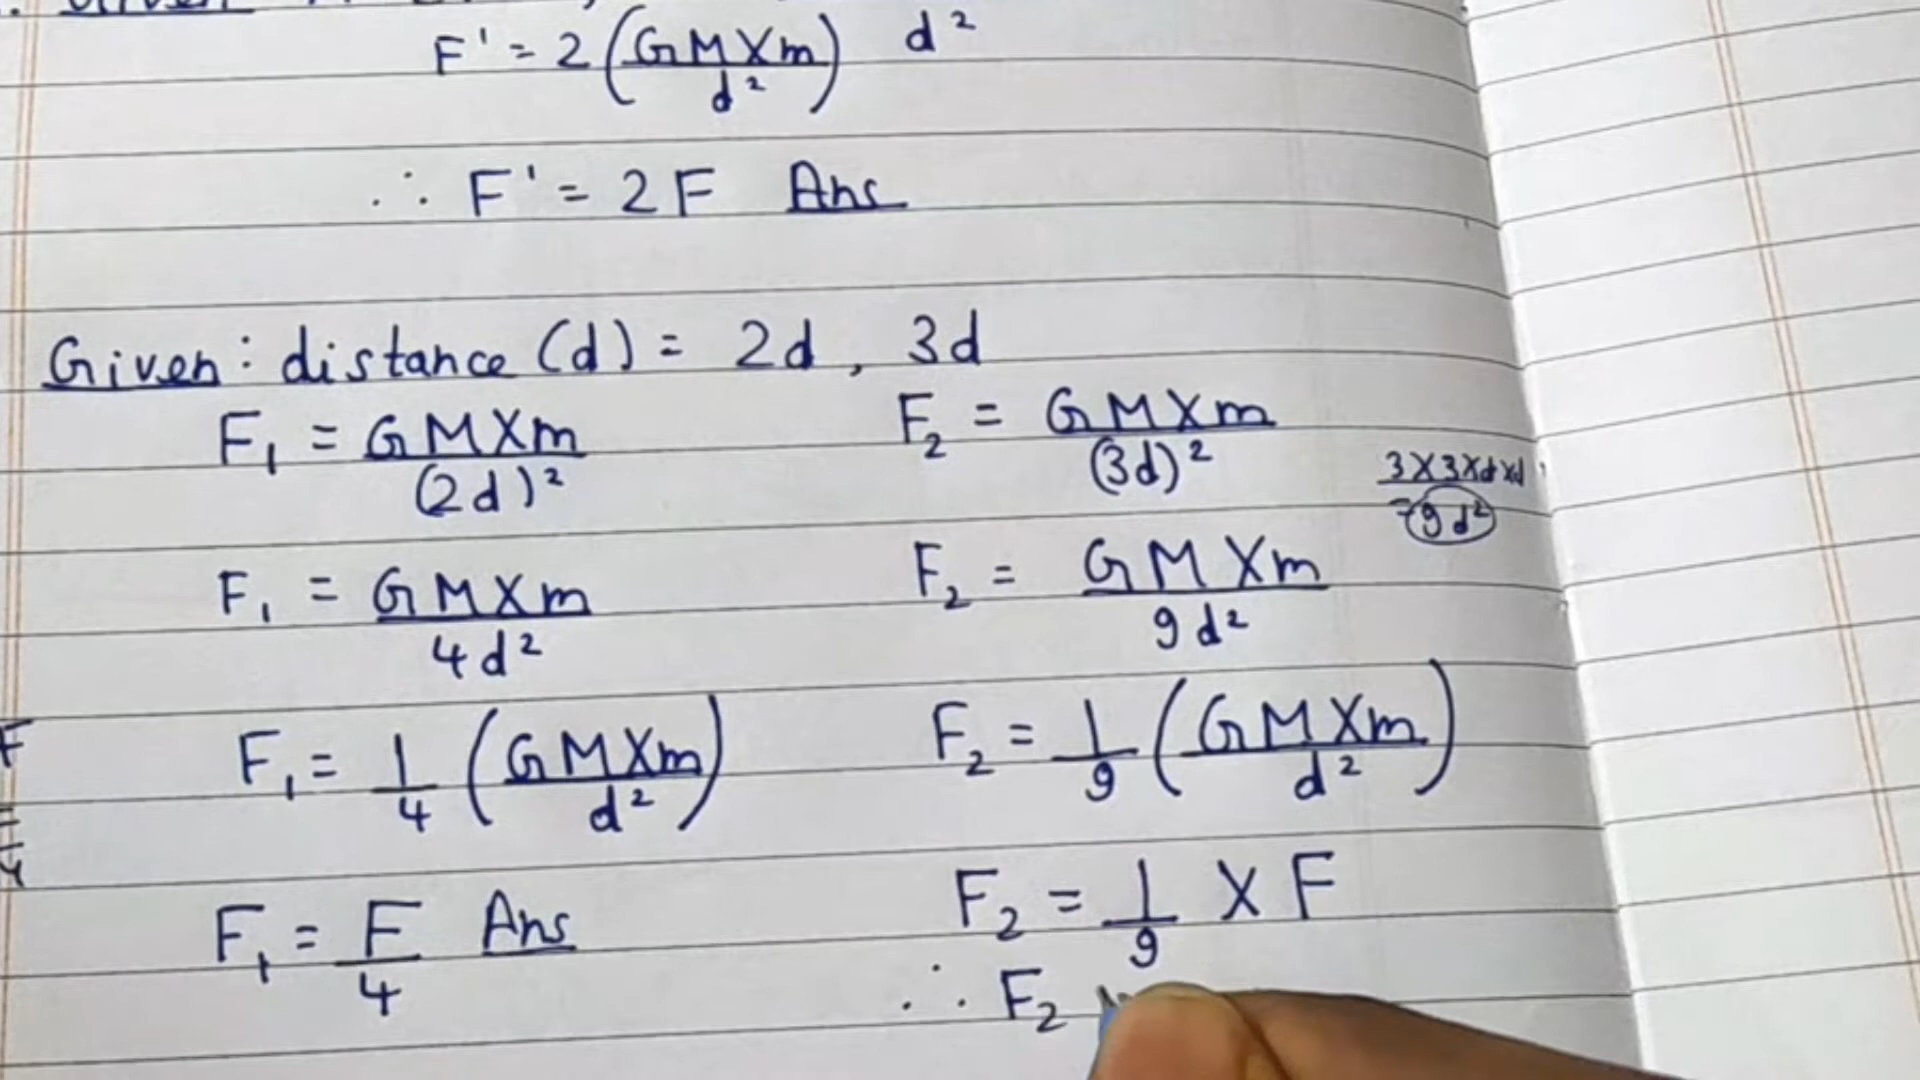 F' = 2 (GM×m / d²) d²
∴ F' = 2F Ans
Given: distance (d) = 2d, 3d
F₁ = GM×m / (2d)²
F₁ = GM×m / 4d²
F₁ = 1/4 (GM×m / d²)
F₁ = F/4 Ans
F₂ = GM×m / (3d)²
3×3×d×d
= 9d²
F₂ = GM×m / 9d²
F₂ = 1/9 (GM×m / d²)
F₂ = 1/9 × F
∴ F₂